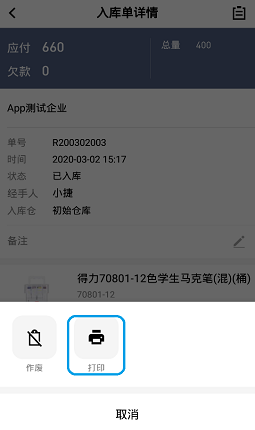 入库单详情
应付 660
总量 400
欠款 0
App测试企业
单号 R200302003
时间 2020-03-02 15:17
状态 已入库
经手人 小捷
入库仓 初始仓库
备注
得力70801-12色学生马克笔(混)(桶)
70801-12
作废
打印
取消